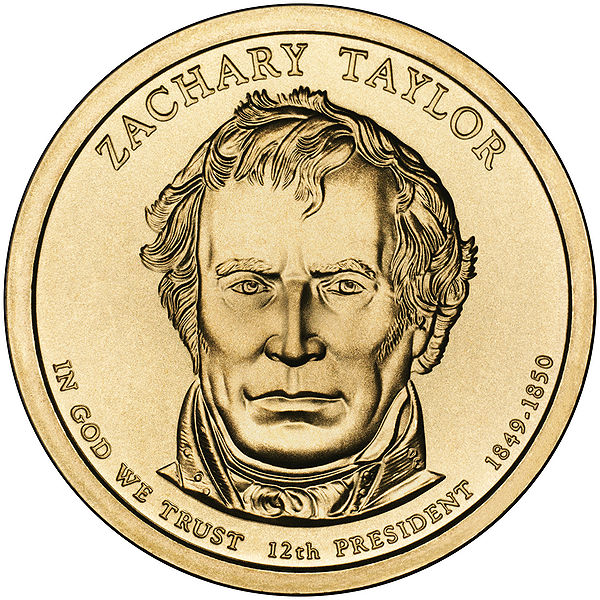 ZACHARY TAYLOR
IN GOD WE TRUST 12th PRESIDENT 1849-1850